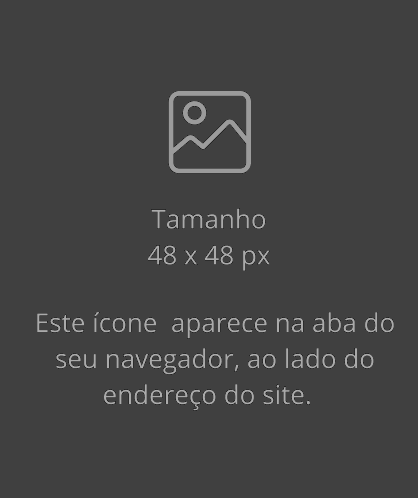 Tamanho
48 x 48 px
Este ícone  aparece na aba do
seu navegador, ao lado do
endereço do site.